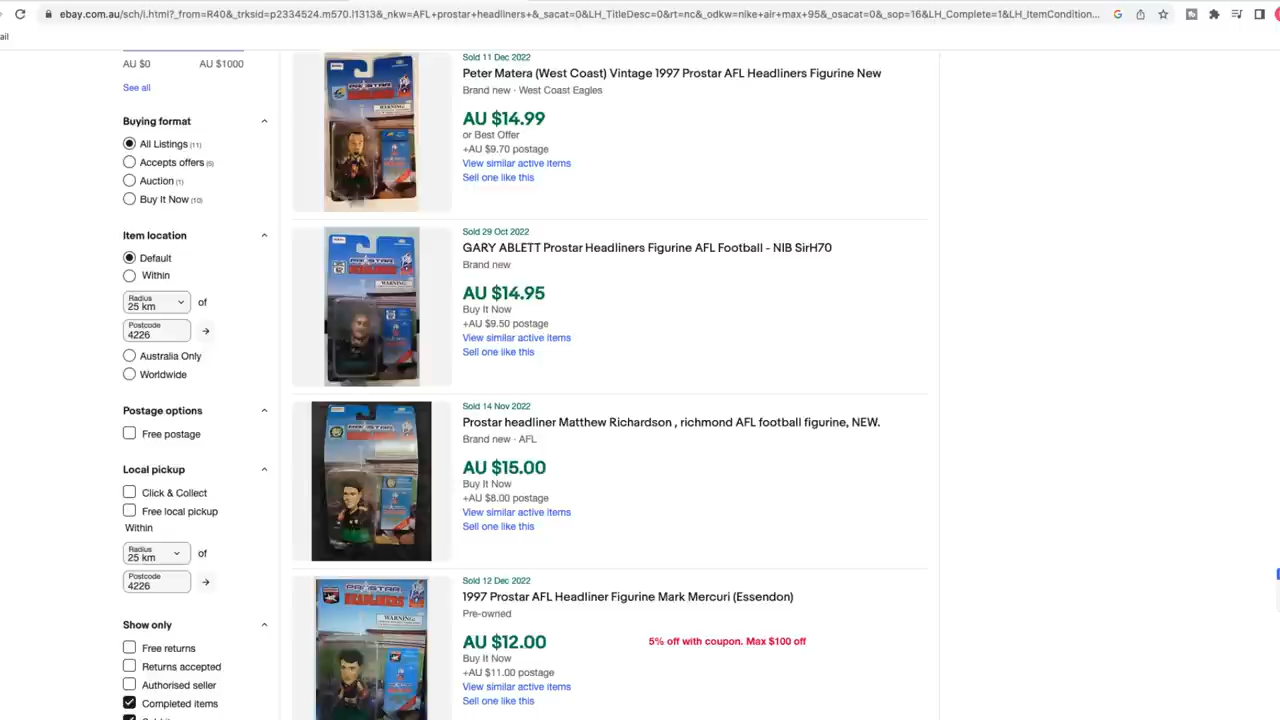 ebay.com.au/sch/i.html?_from=R40&_trksid=p2334524.m570.l1313&_nkw=AFL+prostar+headliners+&_sacat=0&LH_TitleDesc=0&rt=nc&_odkw=nike+air+max+95&_osacat=0&_sop=16&LH_Complete=1&LH_ItemCondition...
ail
AU $0 AU $1000
See all
Buying format
All Listings (11)
Accepts offers (5)
Auction (1)
Buy It Now (10)
Item location
Default
Within
Radius
25 km
of
Postcode
4226
Australia Only
Worldwide
Postage options
Free postage
Local pickup
Click & Collect
Free local pickup
Within
Radius
25 km
of
Postcode
4226
Show only
Free returns
Returns accepted
Authorised seller
Completed items
Sold 11 Dec 2022
Peter Matera (West Coast) Vintage 1997 Prostar AFL Headliners Figurine New
Brand new · West Coast Eagles
AU $14.99
or Best Offer
+AU $9.70 postage
View similar active items
Sell one like this
Sold 29 Oct 2022
GARY ABLETT Prostar Headliners Figurine AFL Football - NIB SirH70
Brand new
AU $14.95
Buy It Now
+AU $9.50 postage
View similar active items
Sell one like this
Sold 14 Nov 2022
Prostar headliner Matthew Richardson , richmond AFL football figurine, NEW.
Brand new · AFL
AU $15.00
Buy It Now
+AU $8.00 postage
View similar active items
Sell one like this
Sold 12 Dec 2022
1997 Prostar AFL Headliner Figurine Mark Mercuri (Essendon)
Pre-owned
AU $12.00
5% off with coupon. Max $100 off
Buy It Now
+AU $11.00 postage
View similar active items
Sell one like this
PROSTAR
HEADLINERS
WARNING: